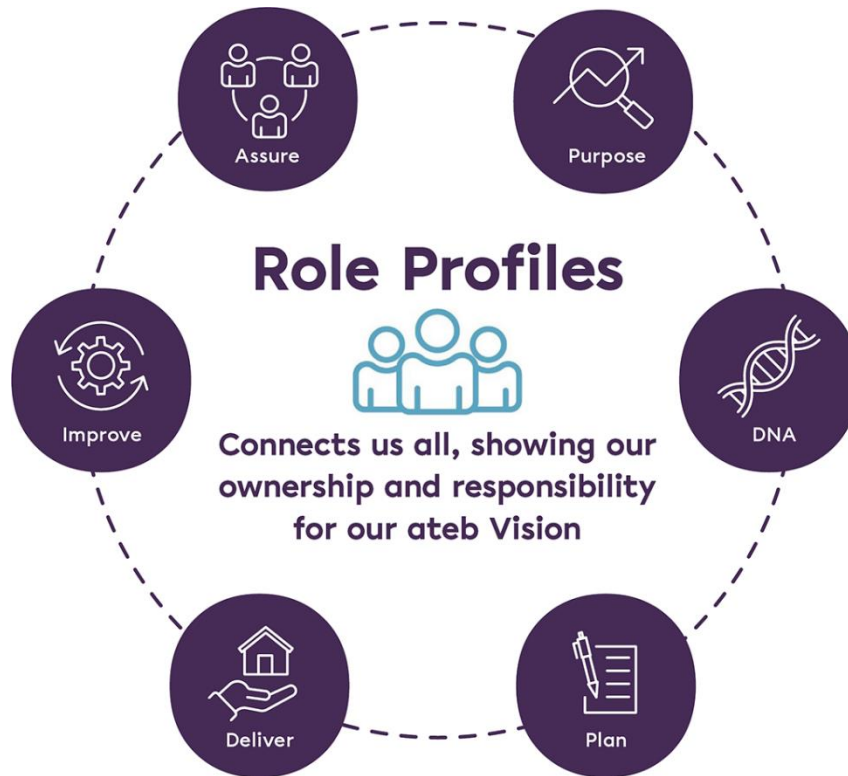 Assure
Purpose
Role Profiles
Improve
DNA
Connects us all, showing our
ownership and responsibility
for our ateb Vision
Deliver
Plan